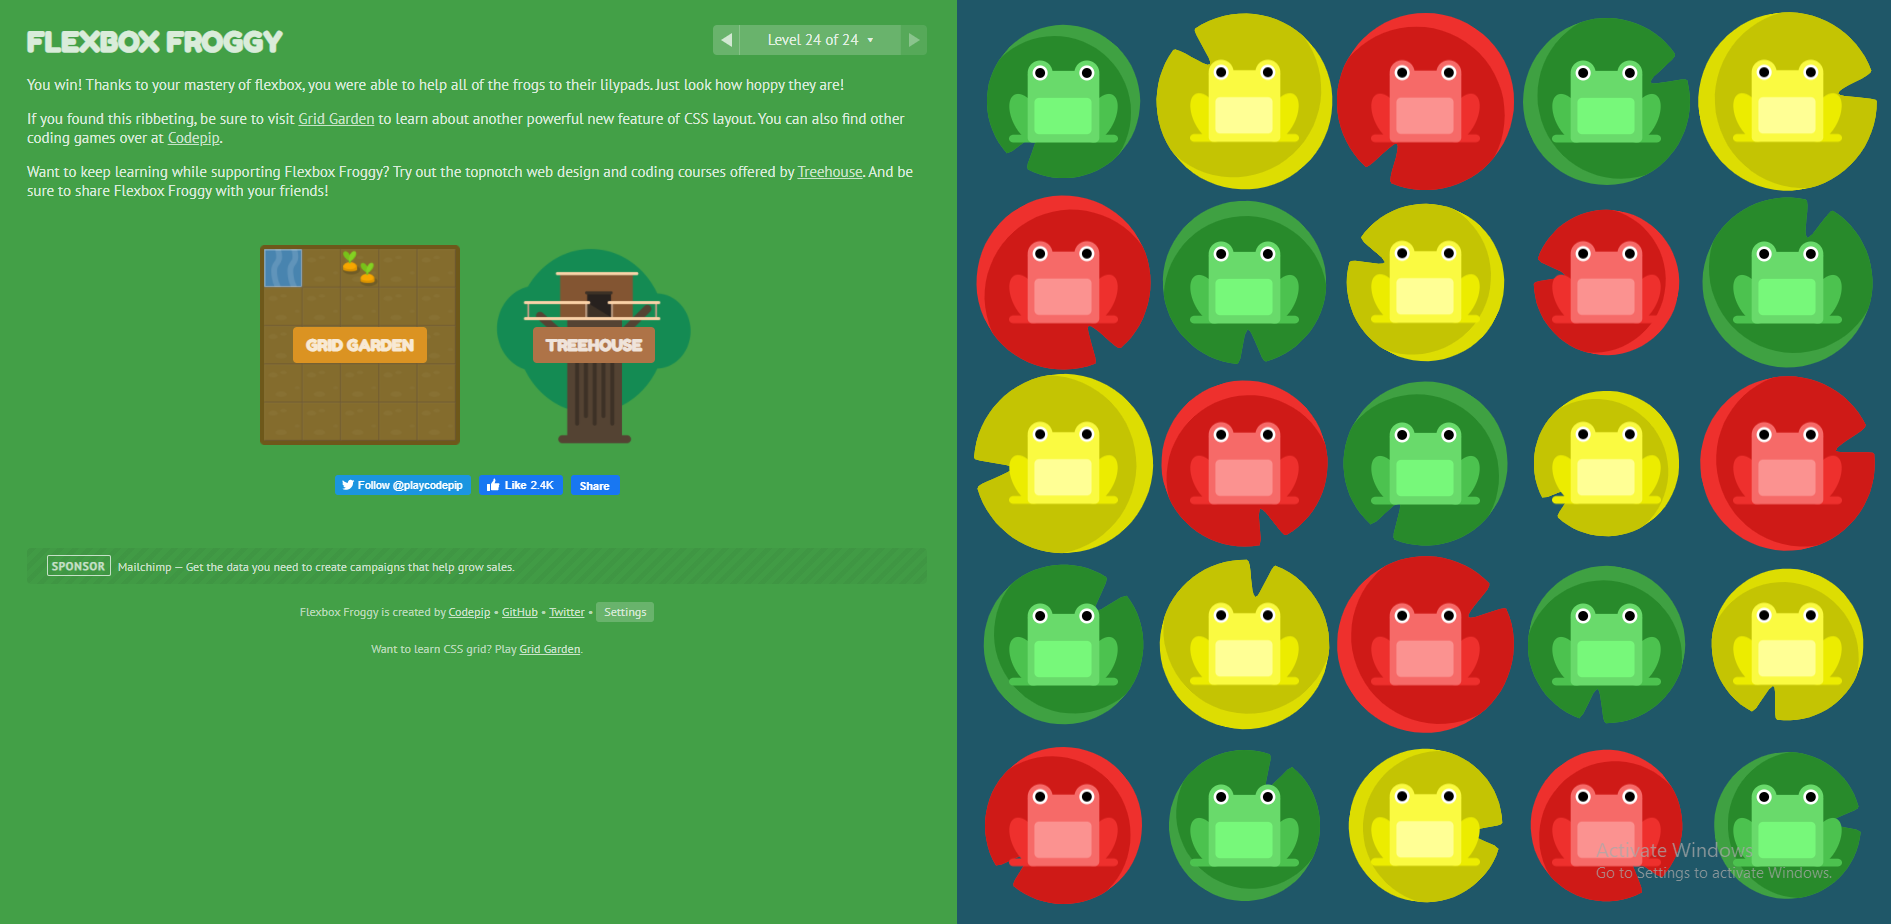 FLEXBOX FROGGY
Level 24 of 24
You win! Thanks to your mastery of flexbox, you were able to help all of the frogs to their lilypads. Just look how hoppy they are!
If you found this ribbeting, be sure to visit Grid Garden to learn about another powerful new feature of CSS layout. You can also find other
coding games over at Codepip.
Want to keep learning while supporting Flexbox Froggy? Try out the topnotch web design and coding courses offered by Treehouse. And be
sure to share Flexbox Froggy with your friends!
GRID GARDEN
TREEHOUSE
Follow @playcodepip
Like 2.4K
Share
SPONSOR Mailchimp — Get the data you need to create campaigns that help grow sales.
Flexbox Froggy is created by Codepip • GitHub • Twitter • Settings
Want to learn CSS grid? Play Grid Garden.
Activate Windows
Go to Settings to activate Windows.